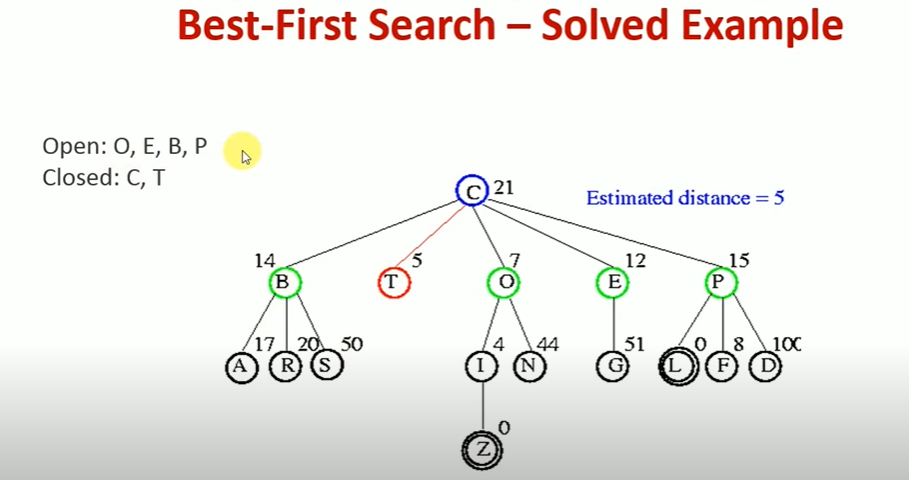 Best-First Search – Solved Example
Open: O, E, B, P
Closed: C, T
C 21
Estimated distance = 5
14 5 7 12 15
B T O E P
17 20 50 4 44 51 0 8 100
A R S I N G L F D
0
Z